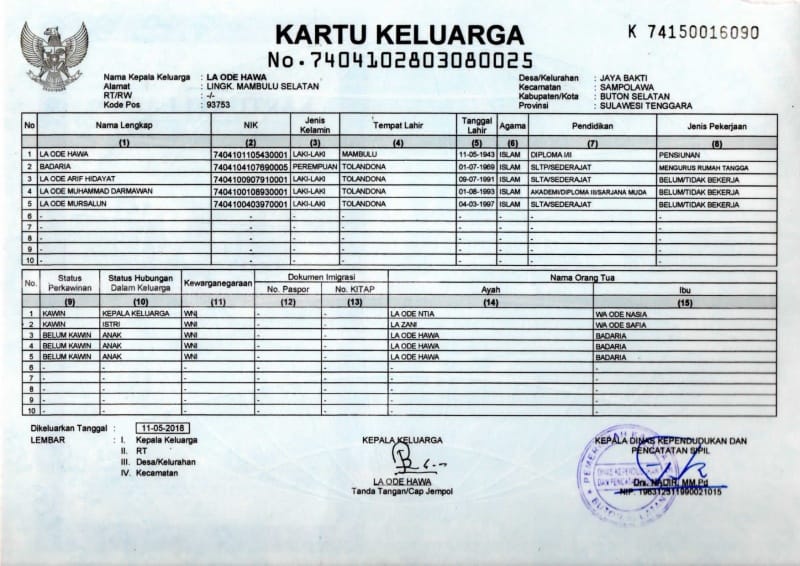 KARTU KELUARGA
K 74150016090
No.7404102803080025
Nama Kepala Keluarga : LA ODE HAWA
Alamat : LINGK. MAMBULU SELATAN
RT/RW : -/-
Kode Pos : 93753
Desa/Kelurahan : JAYA BAKTI
Kecamatan : SAMPOLAWA
Kabupaten/Kota : BUTON SELATAN
Provinsi : SULAWESI TENGGARA
No Nama Lengkap NIK Jenis Kelamin Tempat Lahir Tanggal Lahir Agama Pendidikan Jenis Pekerjaan
(1) (2) (3) (4) (5) (6) (7) (8)
1 LA ODE HAWA 7404101105430001 LAKI-LAKI MAMBULU 11-05-1943 ISLAM DIPLOMA I/II PENSIUNAN
2 BADARIA 7404104107690005 PEREMPUAN TOLANDONA 01-07-1969 ISLAM SLTP/SEDERAJAT MENGURUS RUMAH TANGGA
3 LA ODE ARIF HIDAYAT 7404100907910001 LAKI-LAKI TOLANDONA 09-07-1991 ISLAM SLTA/SEDERAJAT BELUM/TIDAK BEKERJA
4 LA ODE MUHAMMAD DARMAWAN 7404100108930001 LAKI-LAKI TOLANDONA 01-08-1993 ISLAM AKADEMI/DIPLOMA III/SARJANA MUDA BELUM/TIDAK BEKERJA
5 LA ODE MURSALUN 7404100403970001 LAKI-LAKI TOLANDONA 04-03-1997 ISLAM SLTA/SEDERAJAT BELUM/TIDAK BEKERJA
6 - - - - - - - -
7 - - - - - - - -
8 - - - - - - - -
9 - - - - - - - -
10 - - - - - - - -
No. Status Perkawinan Status Hubungan Dalam Keluarga Kewarganegaraan Dokumen Imigrasi Nama Orang Tua
No. Paspor No. KITAP Ayah Ibu
(9) (10) (11) (12) (13) (14) (15)
1 KAWIN KEPALA KELUARGA WNI - - LA ODE NTIA WA ODE NASIA
2 KAWIN ISTRI WNI - - LA ZANI WA ODE SAFIA
3 BELUM KAWIN ANAK WNI - - LA ODE HAWA BADARIA
4 BELUM KAWIN ANAK WNI - - LA ODE HAWA BADARIA
5 BELUM KAWIN ANAK WNI - - LA ODE HAWA BADARIA
6 - - - - - - -
7 - - - - - - -
8 - - - - - - -
9 - - - - - - -
10 - - - - - - -
Dikeluarkan Tanggal : 11-05-2018
LEMBAR : I. Kepala Keluarga
II. RT
III. Desa/Kelurahan
IV. Kecamatan
KEPALA KELUARGA
LA ODE HAWA
Tanda Tangan/Cap Jempol
KEPALA DINAS KEPENDUDUKAN DAN
PENCATATAN SIPIL
Drs. NADIR, MM.Pd
NIP. 196312311990021015